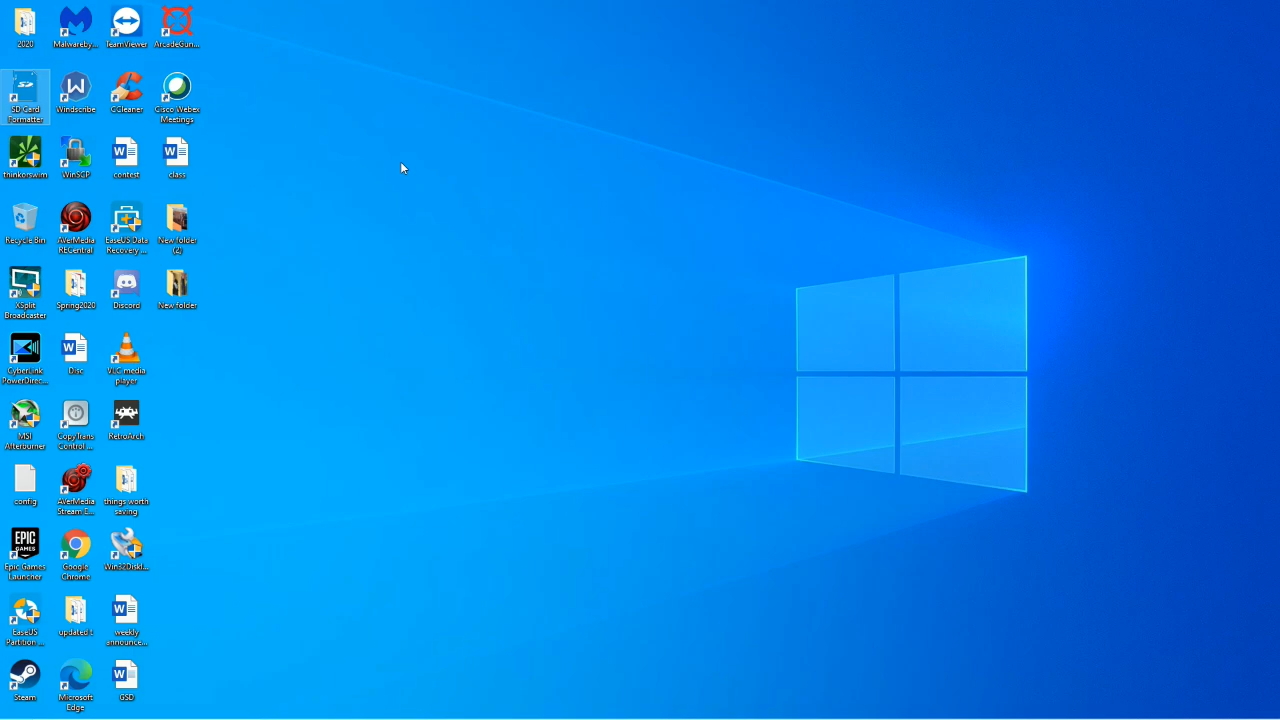 2020
Malwareby...
TeamViewer
ArcadeGun...
SD Card
Formatter
Windscribe
CCleaner
Cisco Webex
Meetings
thinkorswim
WinSCP
contest
class
Recycle Bin
AVerMedia
RECentral
EaseUS Data
Recovery ...
New folder
(2)
XSplit
Broadcaster
Spring2020
Discord
New folder
CyberLink
PowerDirec...
Disc
VLC media
player
MSI
Afterburner
CopyTrans
Control ...
RetroArch
config
AVerMedia
Stream E...
things worth
saving
EPIC
GAMES
Epic Games
Launcher
Google
Chrome
Win32DiskI...
EaseUS
Partition ...
updated t
weekly
announce...
Steam
Microsoft
Edge
GSD